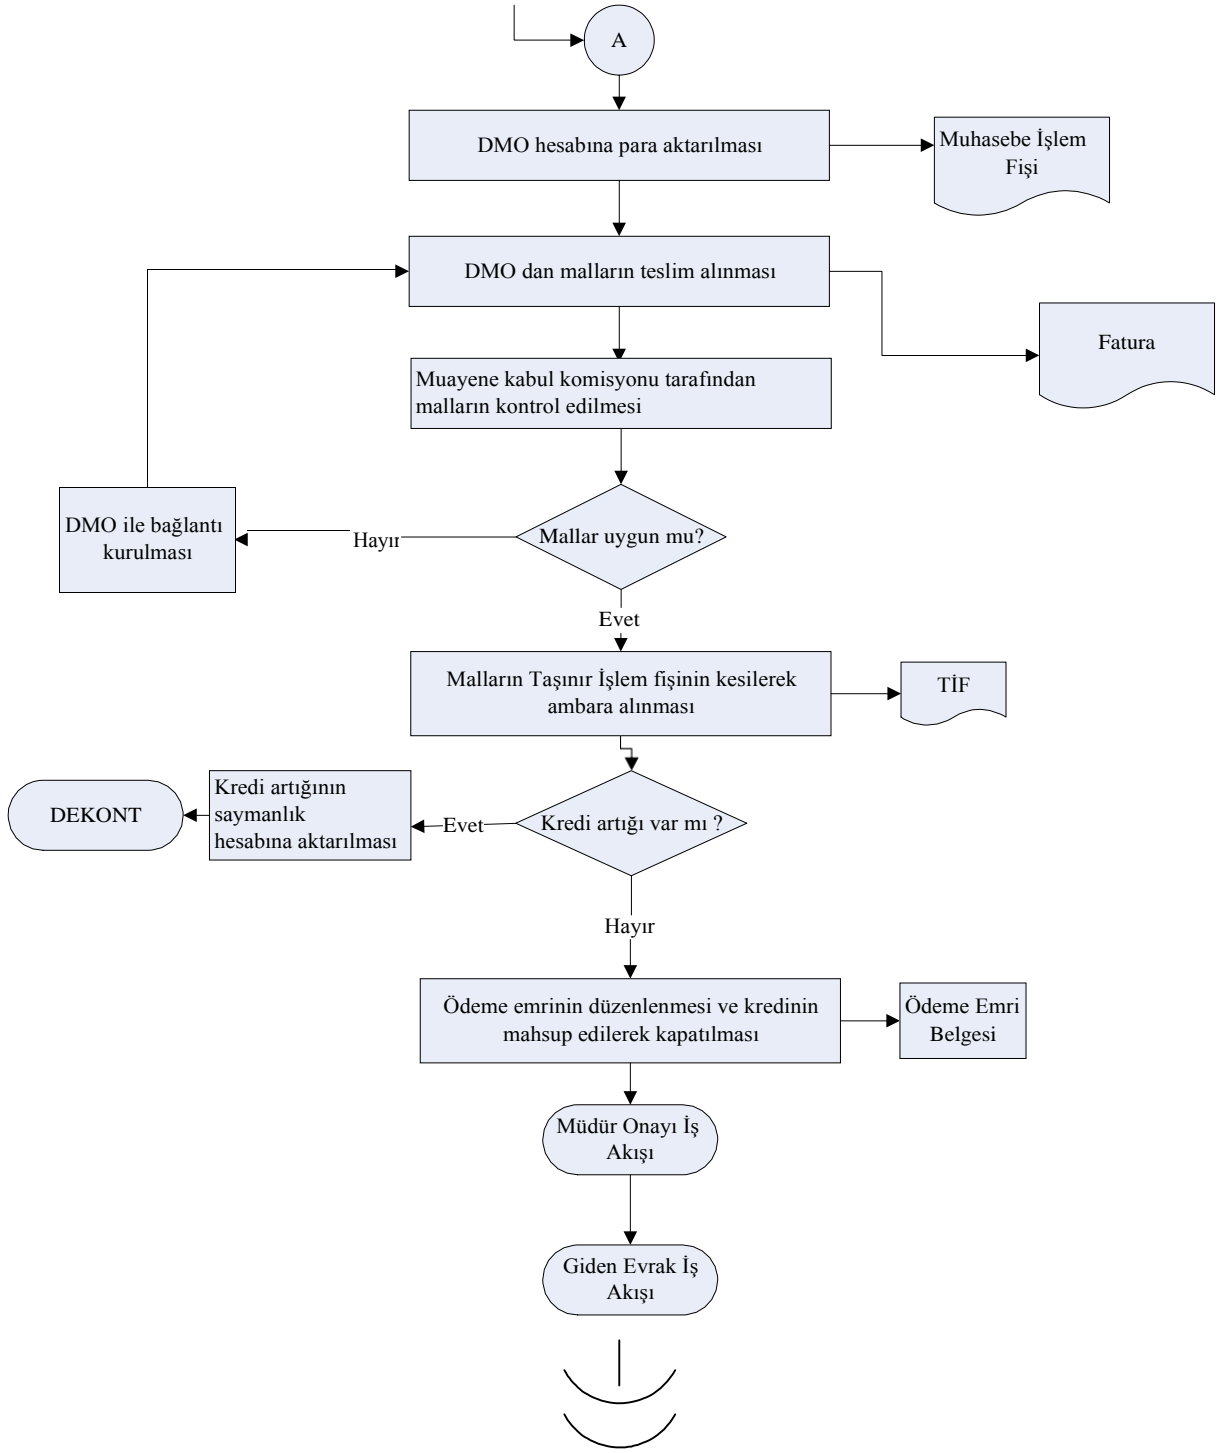 A
DMO hesabına para aktarılması
Muhasebe İşlem
Fişi
DMO dan malların teslim alınması
Fatura
Muayene kabul komisyonu tarafından
malların kontrol edilmesi
DMO ile bağlantı
kurulması
Hayır
Mallar uygun mu?
Evet
Malların Taşınır İşlem fişinin kesilerek
ambara alınması
TİF
DEKONT
Kredi artığının
saymanlık
hesabına aktarılması
Evet
Kredi artığı var mı ?
Hayır
Ödeme emrinin düzenlenmesi ve kredinin
mahsup edilerek kapatılması
Ödeme Emri
Belgesi
Müdür Onayı İş
Akışı
Giden Evrak İş
Akışı